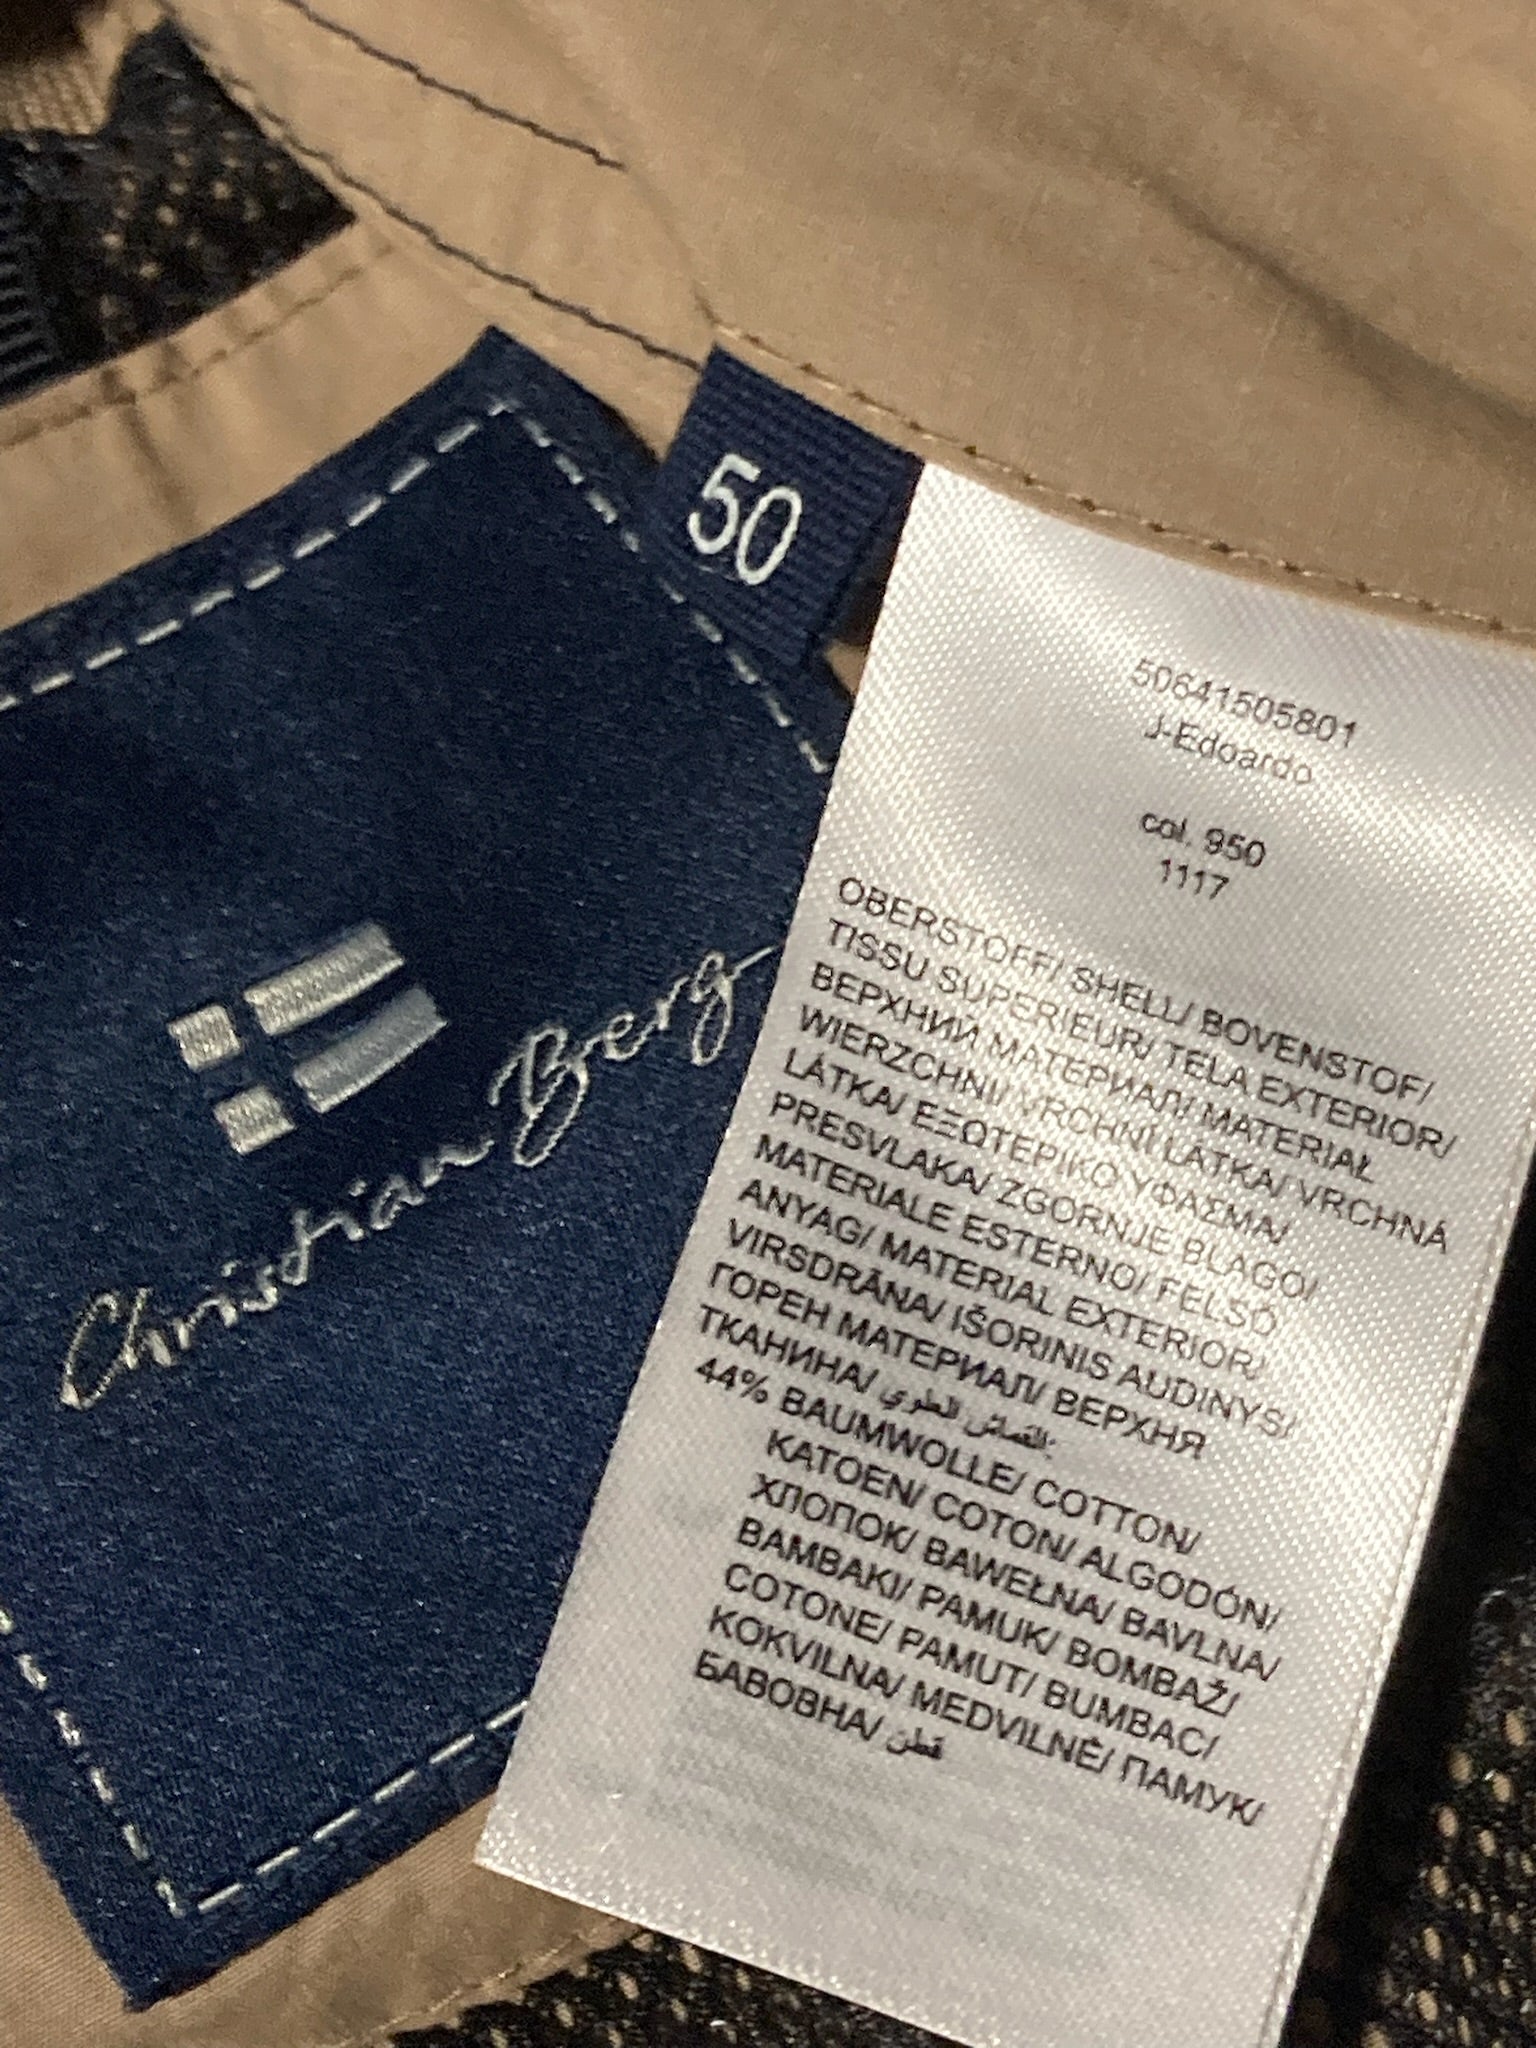 Christian Berg
50
50641505801
J-Edoardo
col. 950
1117
OBERSTOFF/ SHELL/ BOVENSTOF/
TISSU SUPERIEUR/ TELA EXTERIOR/
ВЕРХНИЙ МАТЕРИАЛ/ MATERIAŁ
WIERZCHNI/ VRCHNÍ LÁTKA/ VRCHNÁ
LÁTKA/ ΕΞΩΤΕΡΙΚΟ ΥΦΑΣΜΑ/
PRESVLAKA/ ZGORNJE BLAGO/
MATERIALE ESTERNO/ FELSŐ
ANYAG/ MATERIAL EXTERIOR/
VIRSDRĀNA/ IŠORINIS AUDINYS/
ГОРЕН МАТЕРИАЛ/ ВЕРХНЯ
ТКАНИНА/ القماش الطري:
44% BAUMWOLLE/ COTTON/
KATOEN/ COTON/ ALGODÓN/
ХЛОПОК/ BAWEŁNA/ BAVLNA/
BAMBAKI/ PAMUK/ BOMBAŽ/
COTONE/ PAMUT/ BUMBAC/
KOKVILNA/ MEDVILNĖ/ ПАМУК/
БАВОВНА/ قطن